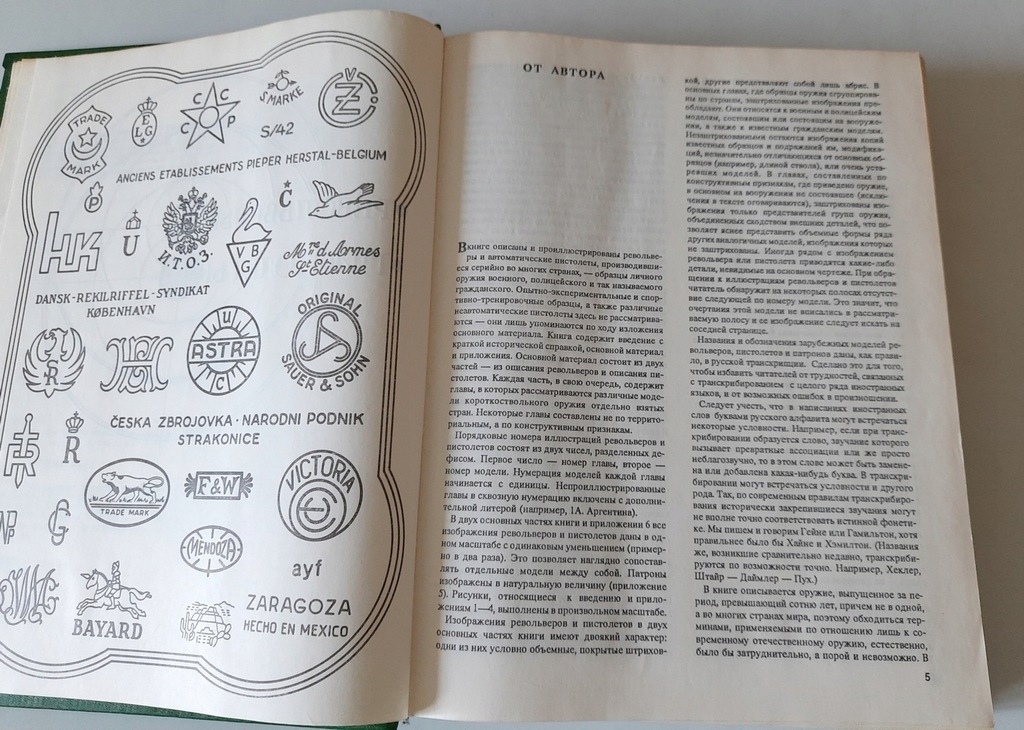 TRADE
MARK
ELG
C C C P
S MARKE
S/42
ČZ
ANCIENS ETABLISSEMENTS PIEPER HERSTAL-BELGIUM
P
HK
U
И.Т.О.З.
VBG
Č
Mre d'Armes
St Etienne
DANSK-REKILRIFFEL-SYNDIKAT
KØBENHAVN
R
UNCETA
ASTRA
ORIGINAL
SAUER & SOHN
ČESKA ZBROJOVKA·NARODNI PODNIK
STRAKONICE
R
TRADE MARK
F&W
VICTORIA
MENDOZA
ayf
BAYARD
ZARAGOZA
HECHO EN MEXICO
ОТ АВТОРА
В книге описаны и проиллюстрированы револьве-
ры и автоматические пистолеты, производивши-
еся серийно во многих странах, — образцы личного
оружия военного, полицейского и так называемого
гражданского. Опытно-экспериментальные и спор-
тивно-тренировочные образцы, а также различные
неавтоматические пистолеты здесь не рассматрива-
ются — они лишь упоминаются по ходу изложения
основного материала. Книга содержит введение с
краткой исторической справкой, основной материал
и приложения. Основной материал состоит из двух
частей — из описания револьверов и описания пи-
столетов. Каждая часть, в свою очередь, содержит
главы, в которых рассматриваются различные моде-
ли короткоствольного оружия отдельно взятых
стран. Некоторые главы составлены не по террито-
риальным, а по конструктивным признакам.
Порядковые номера иллюстраций револьверов и
пистолетов состоят из двух чисел, разделенных де-
фисом. Первое число — номер главы, второе —
номер модели. Нумерация моделей каждой главы
начинается с единицы. Непроиллюстрированные
главы в сквозную нумерацию включены с дополни-
тельной литерой (например, 1А. Аргентина).
В двух основных частях книги и приложении 6 все
изображения револьверов и пистолетов даны в од-
ном масштабе с одинаковым уменьшением (пример-
но в два раза). Это позволяет наглядно сопостав-
лять отдельные модели между собой. Патроны
изображены в натуральную величину (приложение
5). Рисунки, относящиеся к введению и прило-
жениям 1—4, выполнены в произвольном масштабе.
Изображения револьверов и пистолетов в двух
основных частях книги имеют двоякий характер:
одни из них условно объемные, покрытые штрихов-
кой, другие представляют собой лишь абрис. В
основных главах, где образцы оружия сгруппирова-
ны по странам, заштрихованные изображения пре-
обладают. Они относятся к военным и полицейским
моделям, состоявшим или состоящим на вооруже-
нии, а также к известным гражданским моделям.
Незаштрихованными остаются изображения копий
известных образцов и подражаний им, модифика-
ций, незначительно отличающихся от основных об-
разцов (например, длиной ствола), или очень уста-
ревших моделей. В главах, составленных по
конструктивным признакам, где приведено оружие,
в основном на вооружении не состоявшее (исклю-
чения в тексте оговариваются), заштрихованы изо-
бражения только представителей групп оружия,
объединенных сходством внешних деталей, что по-
зволяет яснее представить объемные формы ряда
других аналогичных моделей, изображения которых
не заштрихованы. Иногда рядом с изображением
револьвера или пистолета приводятся какие-либо
детали, невидимые на основном чертеже. При обра-
щении к иллюстрациям револьверов и пистолетов
читатель обнаружит на некоторых полосах отсутст-
вие следующей по номеру модели. Это значит, что
очертания этой модели не вписались в рассматри-
ваемую полосу и ее изображение следует искать на
соседней странице.
Названия и обозначения зарубежных моделей ре-
вольверов, пистолетов и патронов даны, как прави-
ло, в русской транскрипции. Сделано это для того,
чтобы избавить читателей от трудностей, связанных
с транскрибированием с целого ряда иностранных
языков, и от возможных ошибок в произношении.
Следует учесть, что в написаниях иностранных
слов буквами русского алфавита могут встречаться
некоторые условности. Например, если при транс-
крибировании образуется слово, звучание которого
вызывает превратные ассоциации или же просто
неблагозвучно, то в этом слове может быть замене-
на или добавлена какая-нибудь буква. В транскри-
бировании могут встречаться условности и другого
рода. Так, по современным правилам транскрибиро-
вания исторически закрепившиеся звучания могут
не вполне точно соответствовать истинной фонети-
ке. Мы пишем и говорим Гейне или Гамильтон, хотя
правильнее было бы Хайне и Хэмилтон. (Названия
же, возникшие сравнительно недавно, транскриби-
руются по возможности точно. Например, Хеклер,
Штайр — Даймлер — Пух.)
В книге описывается оружие, выпущенное за пе-
риод, превышающий сотню лет, причем не в одной,
а во многих странах мира, поэтому обходиться тер-
минами, применяемыми по отношению лишь к со-
временному отечественному оружию, естественно,
было бы затруднительно, а порой и невозможно. В
5